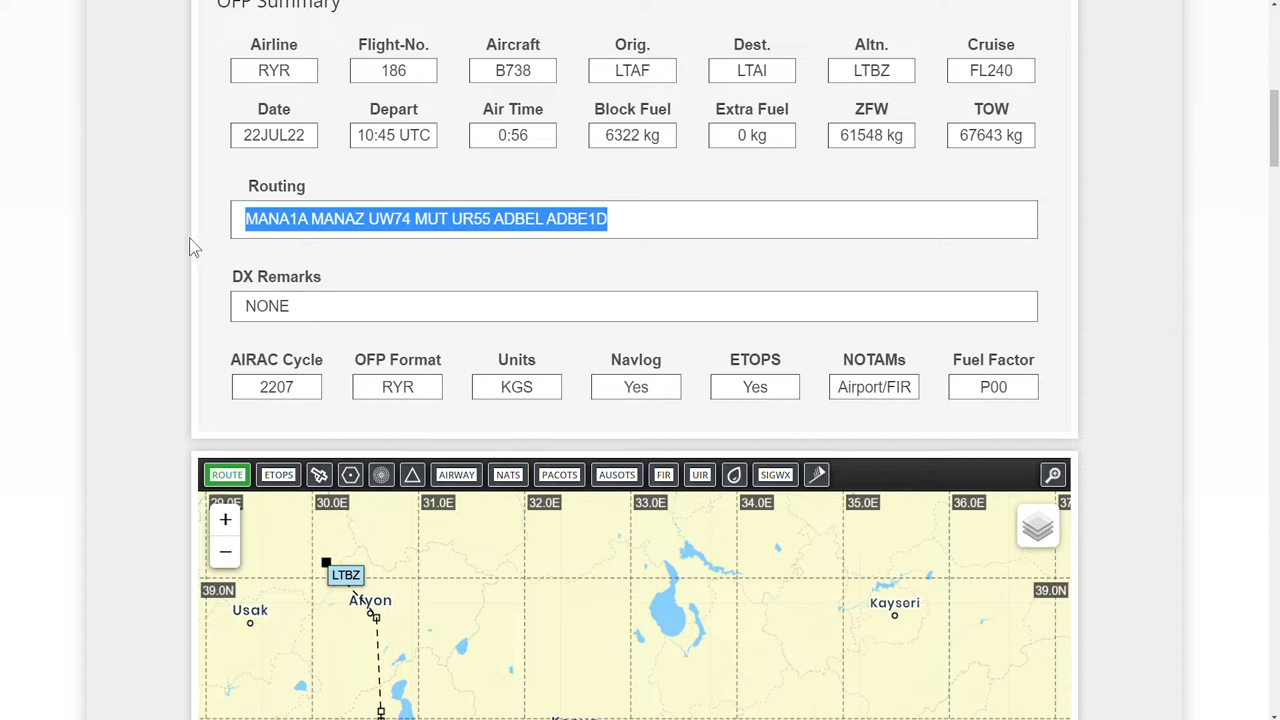 OFP Summary
Airline Flight-No. Aircraft Orig. Dest. Altn. Cruise
RYR 186 B738 LTAF LTAI LTBZ FL240
Date Depart Air Time Block Fuel Extra Fuel ZFW TOW
22JUL22 10:45 UTC 0:56 6322 kg 0 kg 61548 kg 67643 kg
Routing
MANA1A MANAZ UW74 MUT UR55 ADBEL ADBE1D
DX Remarks
NONE
AIRAC Cycle OFP Format Units Navlog ETOPS NOTAMs Fuel Factor
2207 RYR KGS Yes Yes Airport/FIR P00
ROUTE ETOPS AIRWAY NATS PACOTS AUSOTS FIR UIR SIGWX
29.0E 30.0E 31.0E 32.0E 33.0E 34.0E 35.0E 36.0E 37
+
−
LTBZ
39.0N 39.0N
Afyon
Usak Kayseri